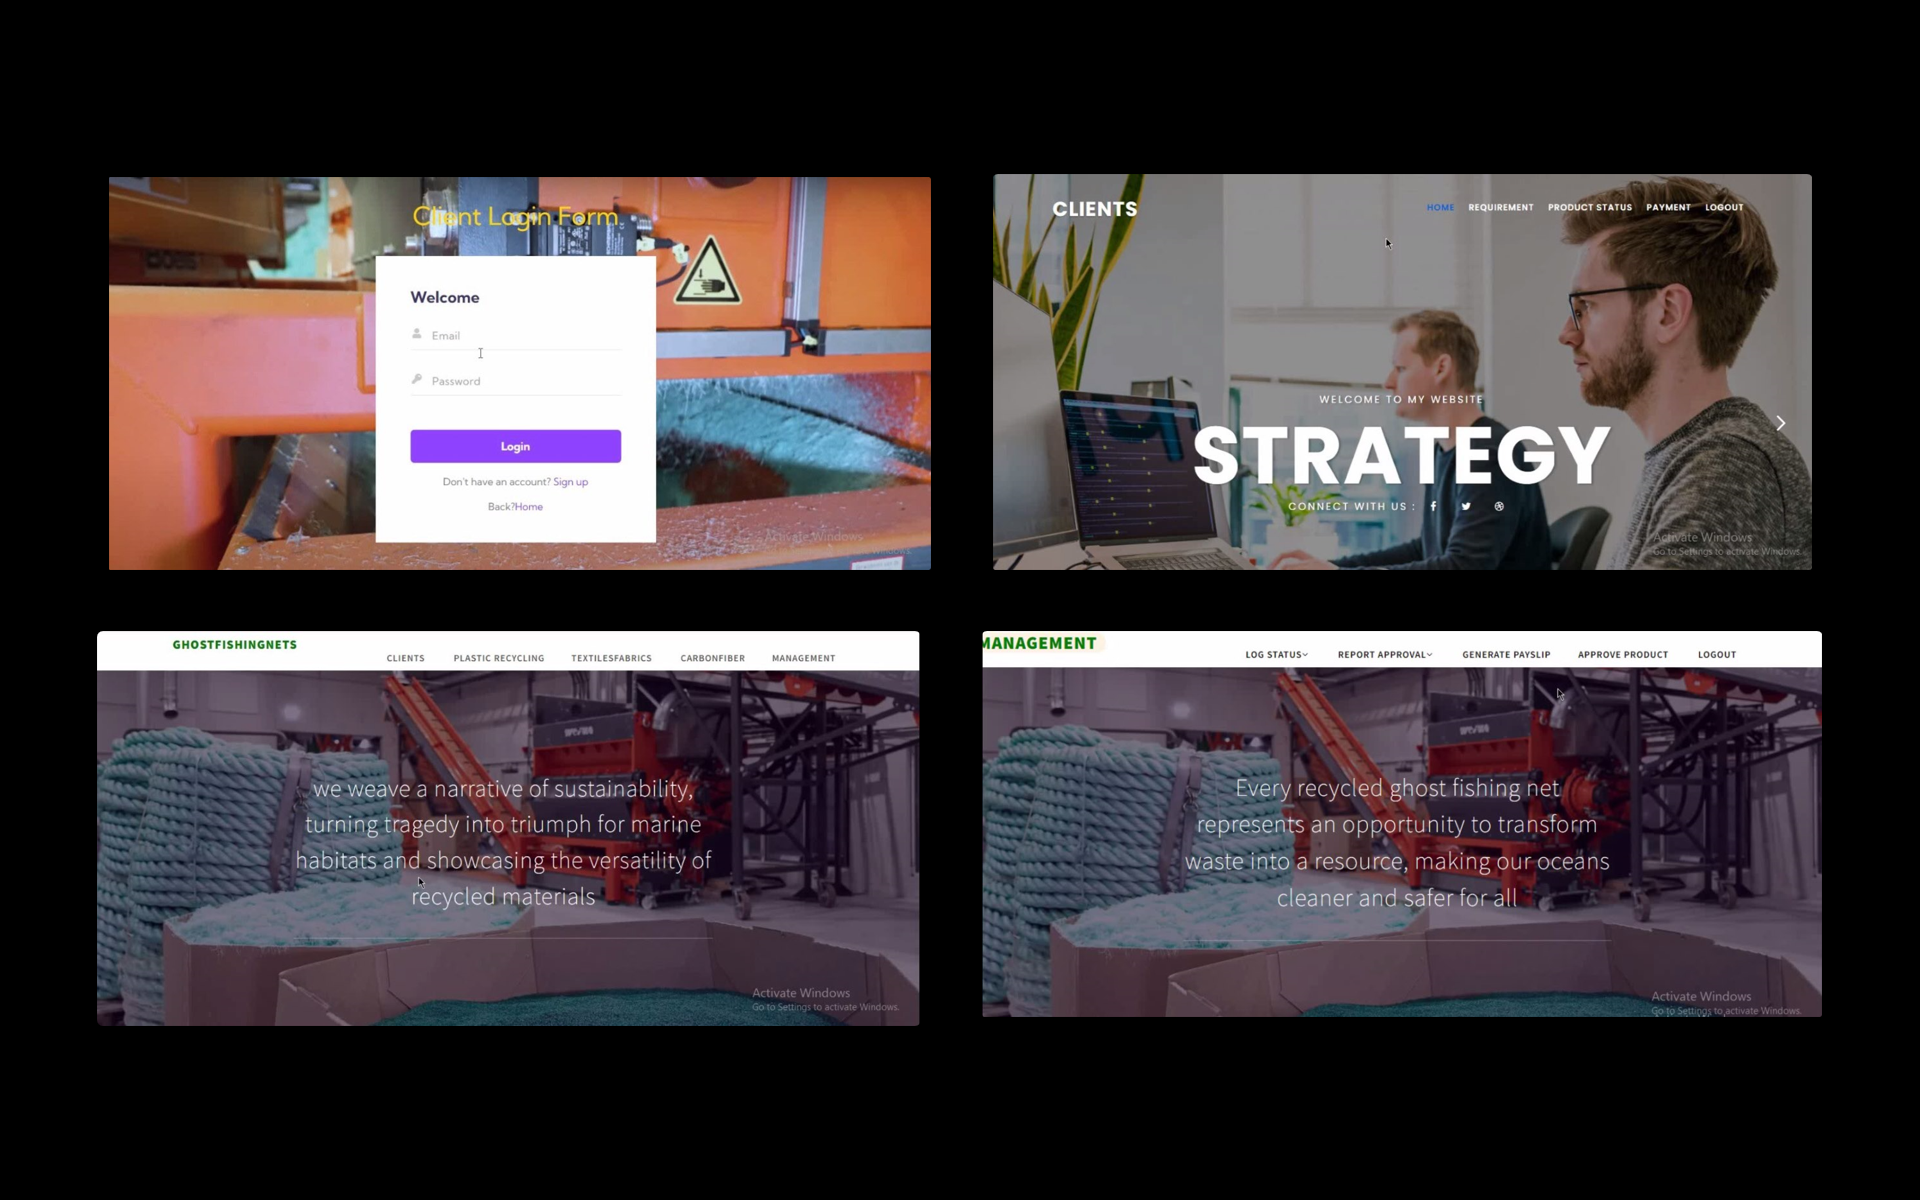 Client Login Form.
Welcome
Email
Password
Login
Don't have an account? Sign up
Back?Home
Activate Windows
CLIENTS
HOME REQUIREMENT PRODUCT STATUS PAYMENT LOGOUT
WELCOME TO MY WEBSITE
STRATEGY
CONNECT WITH US :
Activate Windows
Go to Settings to activate Windows.
GHOSTFISHINGNETS
CLIENTS PLASTIC RECYCLING TEXTILESFABRICS CARBONFIBER MANAGEMENT
we weave a narrative of sustainability,
turning tragedy into triumph for marine
habitats and showcasing the versatility of
recycled materials
Activate Windows
Go to Settings to activate Windows.
MANAGEMENT
LOG STATUS REPORT APPROVAL GENERATE PAYSLIP APPROVE PRODUCT LOGOUT
Every recycled ghost fishing net
represents an opportunity to transform
waste into a resource, making our oceans
cleaner and safer for all
Activate Windows
Go to Settings to activate Windows.